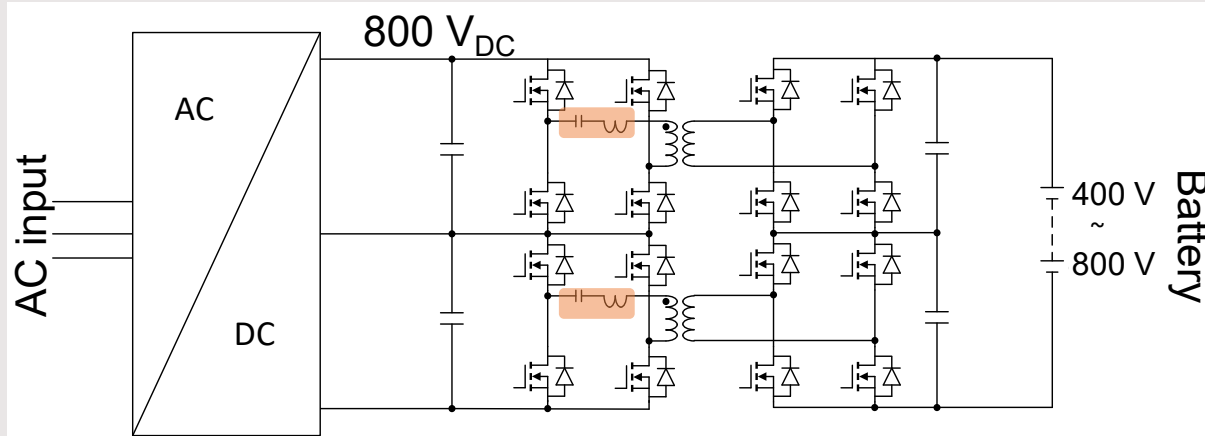 800 V_DC
AC
DC
AC input
400 V
~
800 V
Battery